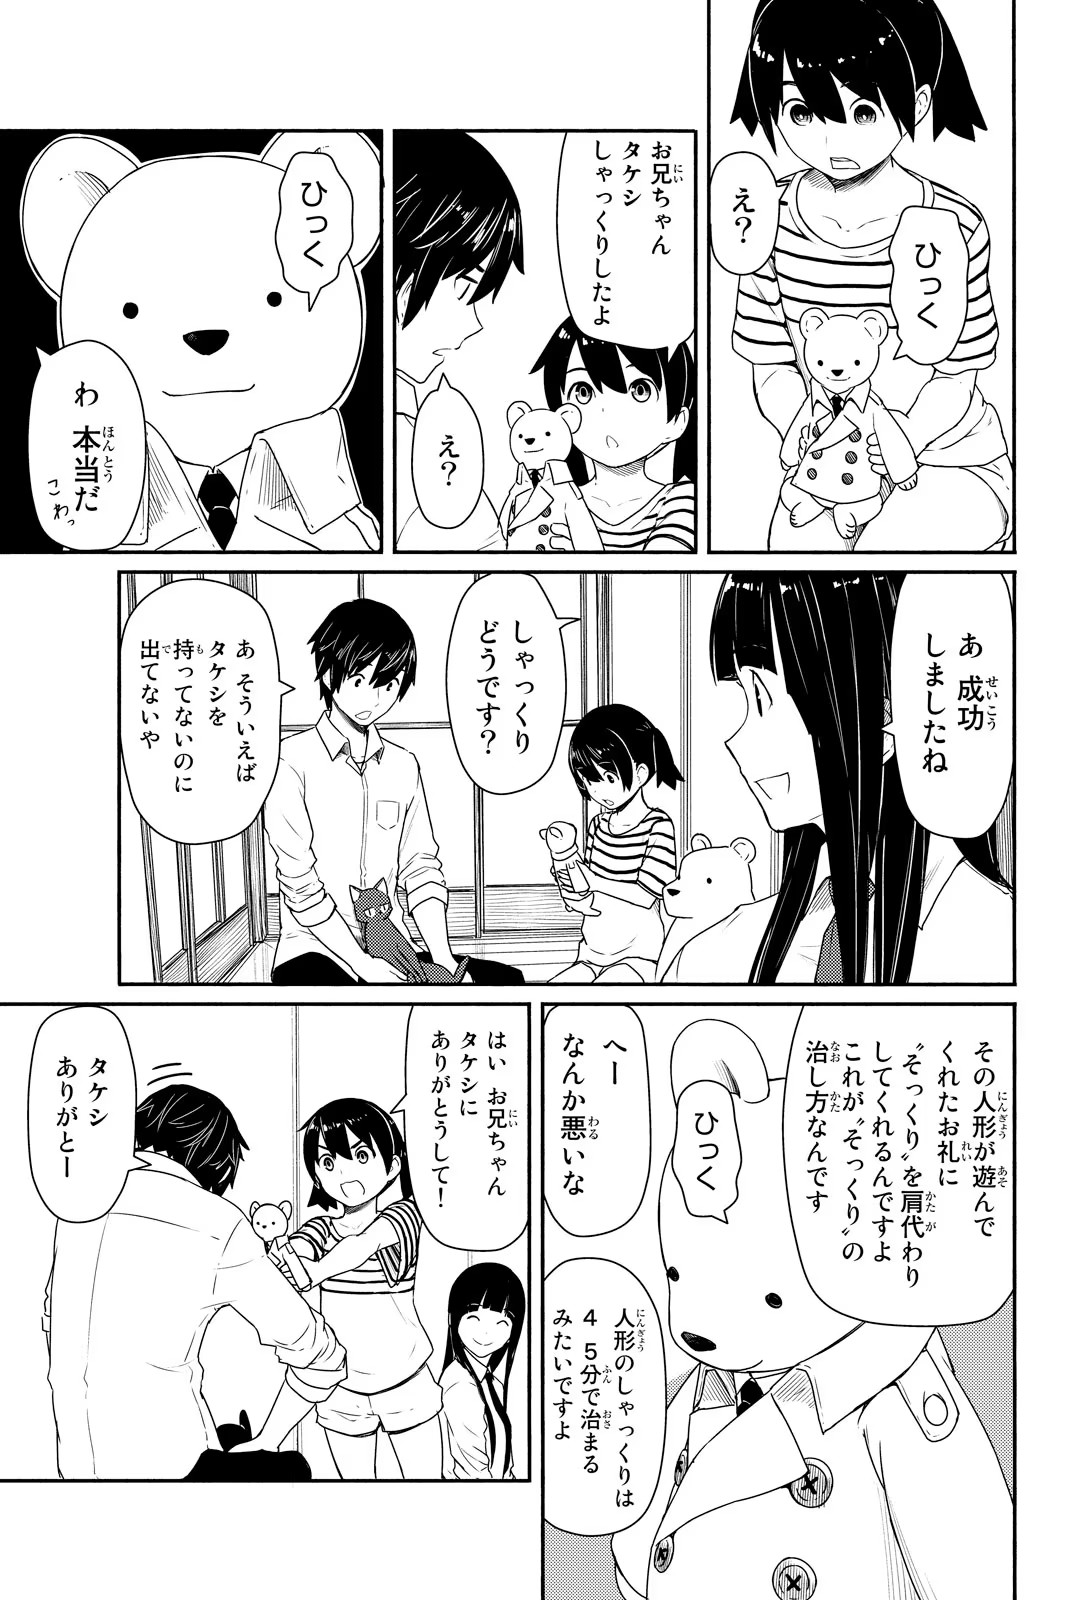 ひっく
え?
お兄ちゃん
タケシ
しゃっくりしたよ
え?
ひっく
わ 本当だ
こわっ
あ 成功
しましたね
しゃっくり
どうです?
あ そういえば
タケシを
持ってないのに
出てないや
その人形が遊んで
くれたお礼に
〝そっくり〟を肩代わり
してくれるんですよ
これが〝そっくり〟の
治し方なんです
ひっく
へー
なんか悪いな
人形のしゃっくりは
4 5分で治まる
みたいですよ
はい お兄ちゃん
タケシに
ありがとうして!
タケシ
ありがとー